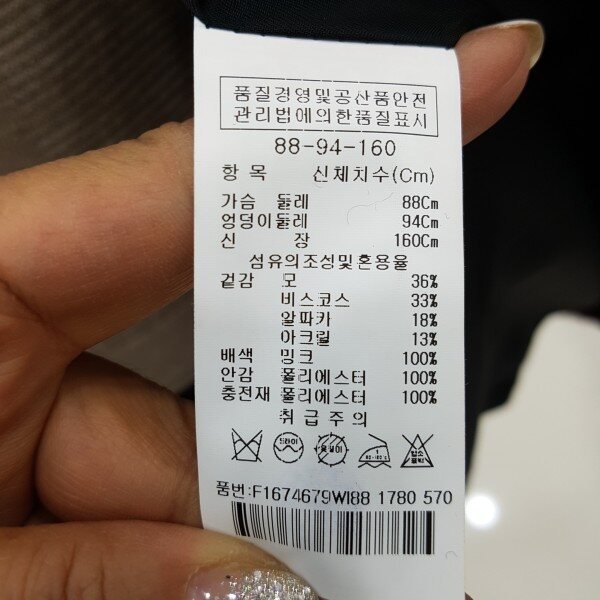 품질경영및공산품안전
관리법에의한품질표시
88-94-160
항 목 신체치수(Cm)
가슴 둘레 88Cm
엉덩이둘레 94Cm
신 장 160Cm
섬유의조성및혼용율
겉감 모 36%
비스코스 33%
알파카 18%
아크릴 13%
배색 밍크 100%
안감 폴리에스터 100%
충전재 폴리에스터 100%
취급주의
드라이
품번:F1674679WI88 1780 570